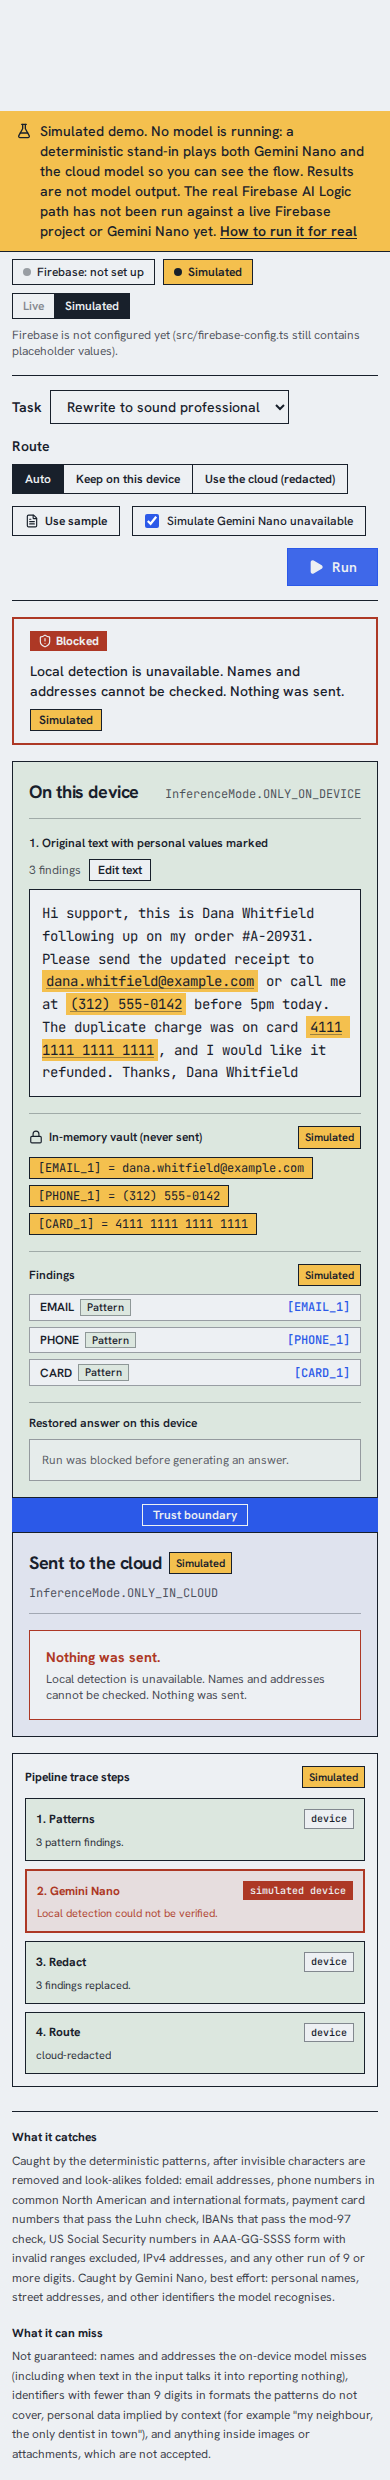 Simulated demo. No model is running: a
deterministic stand-in plays both Gemini Nano and
the cloud model so you can see the flow. Results
are not model output. The real Firebase AI Logic
path has not been run against a live Firebase
project or Gemini Nano yet. How to run it for real
Firebase: not set up Simulated
Live Simulated
Firebase is not configured yet (src/firebase-config.ts still contains
placeholder values).
Task Rewrite to sound professional
Route
Auto Keep on this device Use the cloud (redacted)
Use sample Simulate Gemini Nano unavailable
Run
Blocked
Local detection is unavailable. Names and
addresses cannot be checked. Nothing was sent.
Simulated
On this device InferenceMode.ONLY_ON_DEVICE
1. Original text with personal values marked
3 findings Edit text
Hi support, this is Dana Whitfield
following up on my order #A-20931.
Please send the updated receipt to
dana.whitfield@example.com or call me
at (312) 555-0142 before 5pm today.
The duplicate charge was on card 4111
1111 1111 1111, and I would like it
refunded. Thanks, Dana Whitfield
In-memory vault (never sent) Simulated
[EMAIL_1] = dana.whitfield@example.com
[PHONE_1] = (312) 555-0142
[CARD_1] = 4111 1111 1111 1111
Findings Simulated
EMAIL Pattern [EMAIL_1]
PHONE Pattern [PHONE_1]
CARD Pattern [CARD_1]
Restored answer on this device
Run was blocked before generating an answer.
Trust boundary
Sent to the cloud Simulated
InferenceMode.ONLY_IN_CLOUD
Nothing was sent.
Local detection is unavailable. Names and addresses
cannot be checked. Nothing was sent.
Pipeline trace steps Simulated
1. Patterns device
3 pattern findings.
2. Gemini Nano simulated device
Local detection could not be verified.
3. Redact device
3 findings replaced.
4. Route device
cloud-redacted
What it catches
Caught by the deterministic patterns, after invisible characters are
removed and look-alikes folded: email addresses, phone numbers in
common North American and international formats, payment card
numbers that pass the Luhn check, IBANs that pass the mod-97
check, US Social Security numbers in AAA-GG-SSSS form with
invalid ranges excluded, IPv4 addresses, and any other run of 9 or
more digits. Caught by Gemini Nano, best effort: personal names,
street addresses, and other identifiers the model recognises.
What it can miss
Not guaranteed: names and addresses the on-device model misses
(including when text in the input talks it into reporting nothing),
identifiers with fewer than 9 digits in formats the patterns do not
cover, personal data implied by context (for example "my neighbour,
the only dentist in town"), and anything inside images or
attachments, which are not accepted.